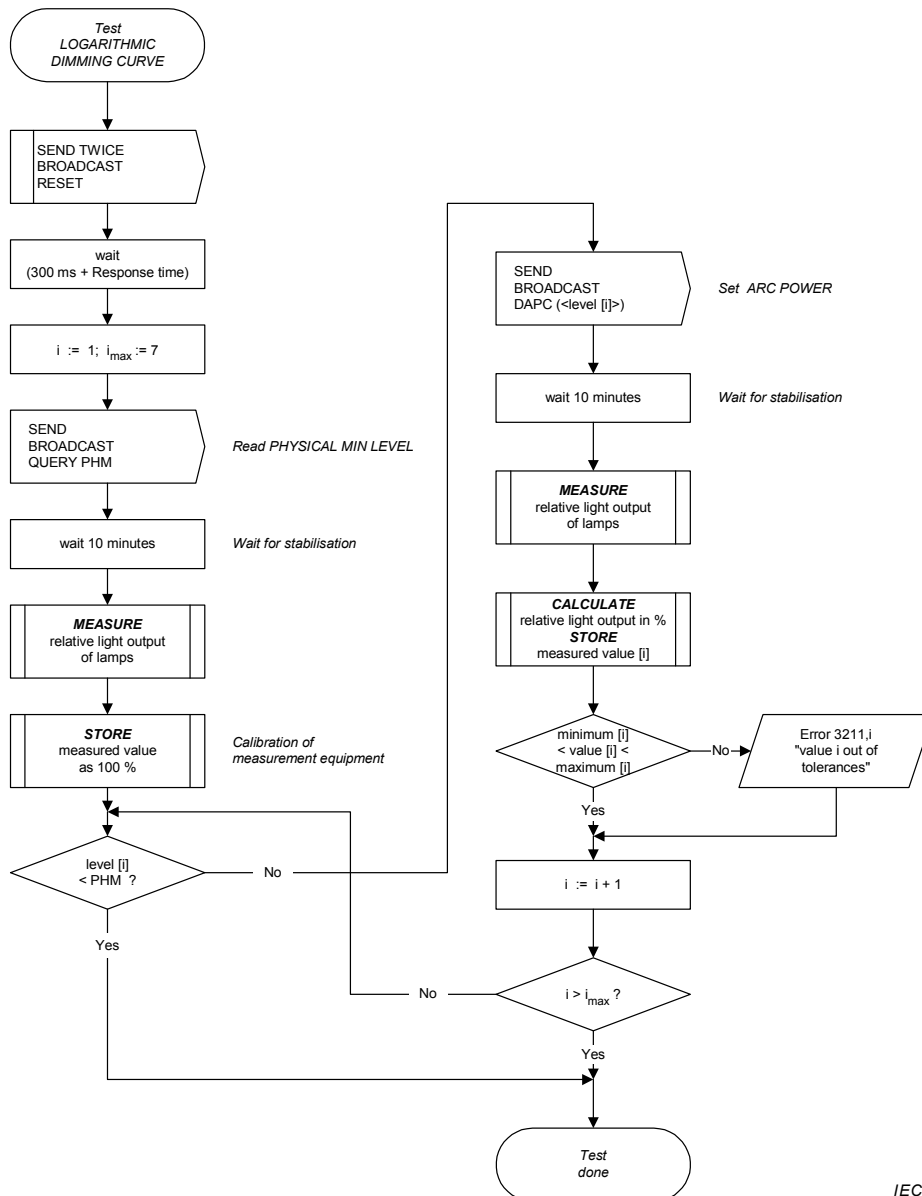 Test
LOGARITHMIC
DIMMING CURVE
SEND TWICE
BROADCAST
RESET
wait
(300 ms + Response time)
i := 1; imax := 7
SEND
BROADCAST
QUERY PHM
Read PHYSICAL MIN LEVEL
wait 10 minutes
Wait for stabilisation
MEASURE
relative light output
of lamps
STORE
measured value
as 100 %
Calibration of
measurement equipment
level [i]
< PHM ?
No
Yes
SEND
BROADCAST
DAPC (<level [i]>)
Set ARC POWER
wait 10 minutes
Wait for stabilisation
MEASURE
relative light output
of lamps
CALCULATE
relative light output in %
STORE
measured value [i]
minimum [i]
< value [i] <
maximum [i]
No
Error 3211,i
"value i out of
tolerances"
Yes
i := i + 1
i > imax ?
No
Yes
Test
done
IEC